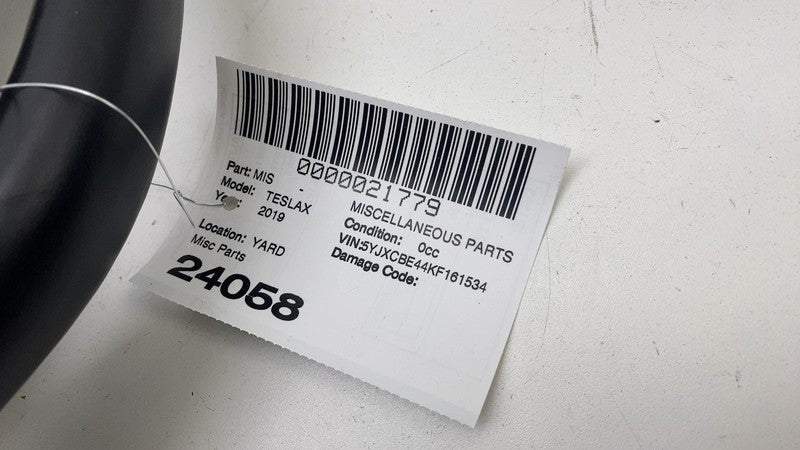 0000021779
Part: MIS - MISCELLANEOUS PARTS
Model: TESLAX Condition: 0cc
Year: 2019 VIN:5YJXCBE44KF161534
Damage Code:
Location: YARD
Misc Parts
24058